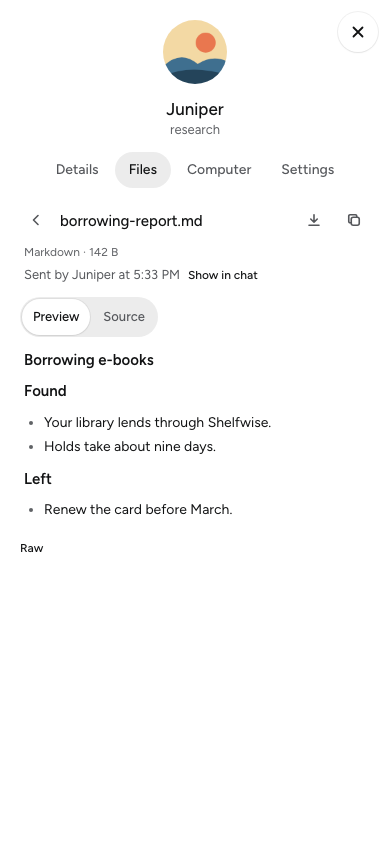 Juniper
research
Details Files Computer Settings
borrowing-report.md
Markdown · 142 B
Sent by Juniper at 5:33 PM Show in chat
Preview Source
Borrowing e-books
Found
Your library lends through Shelfwise.
Holds take about nine days.
Left
Renew the card before March.
Raw